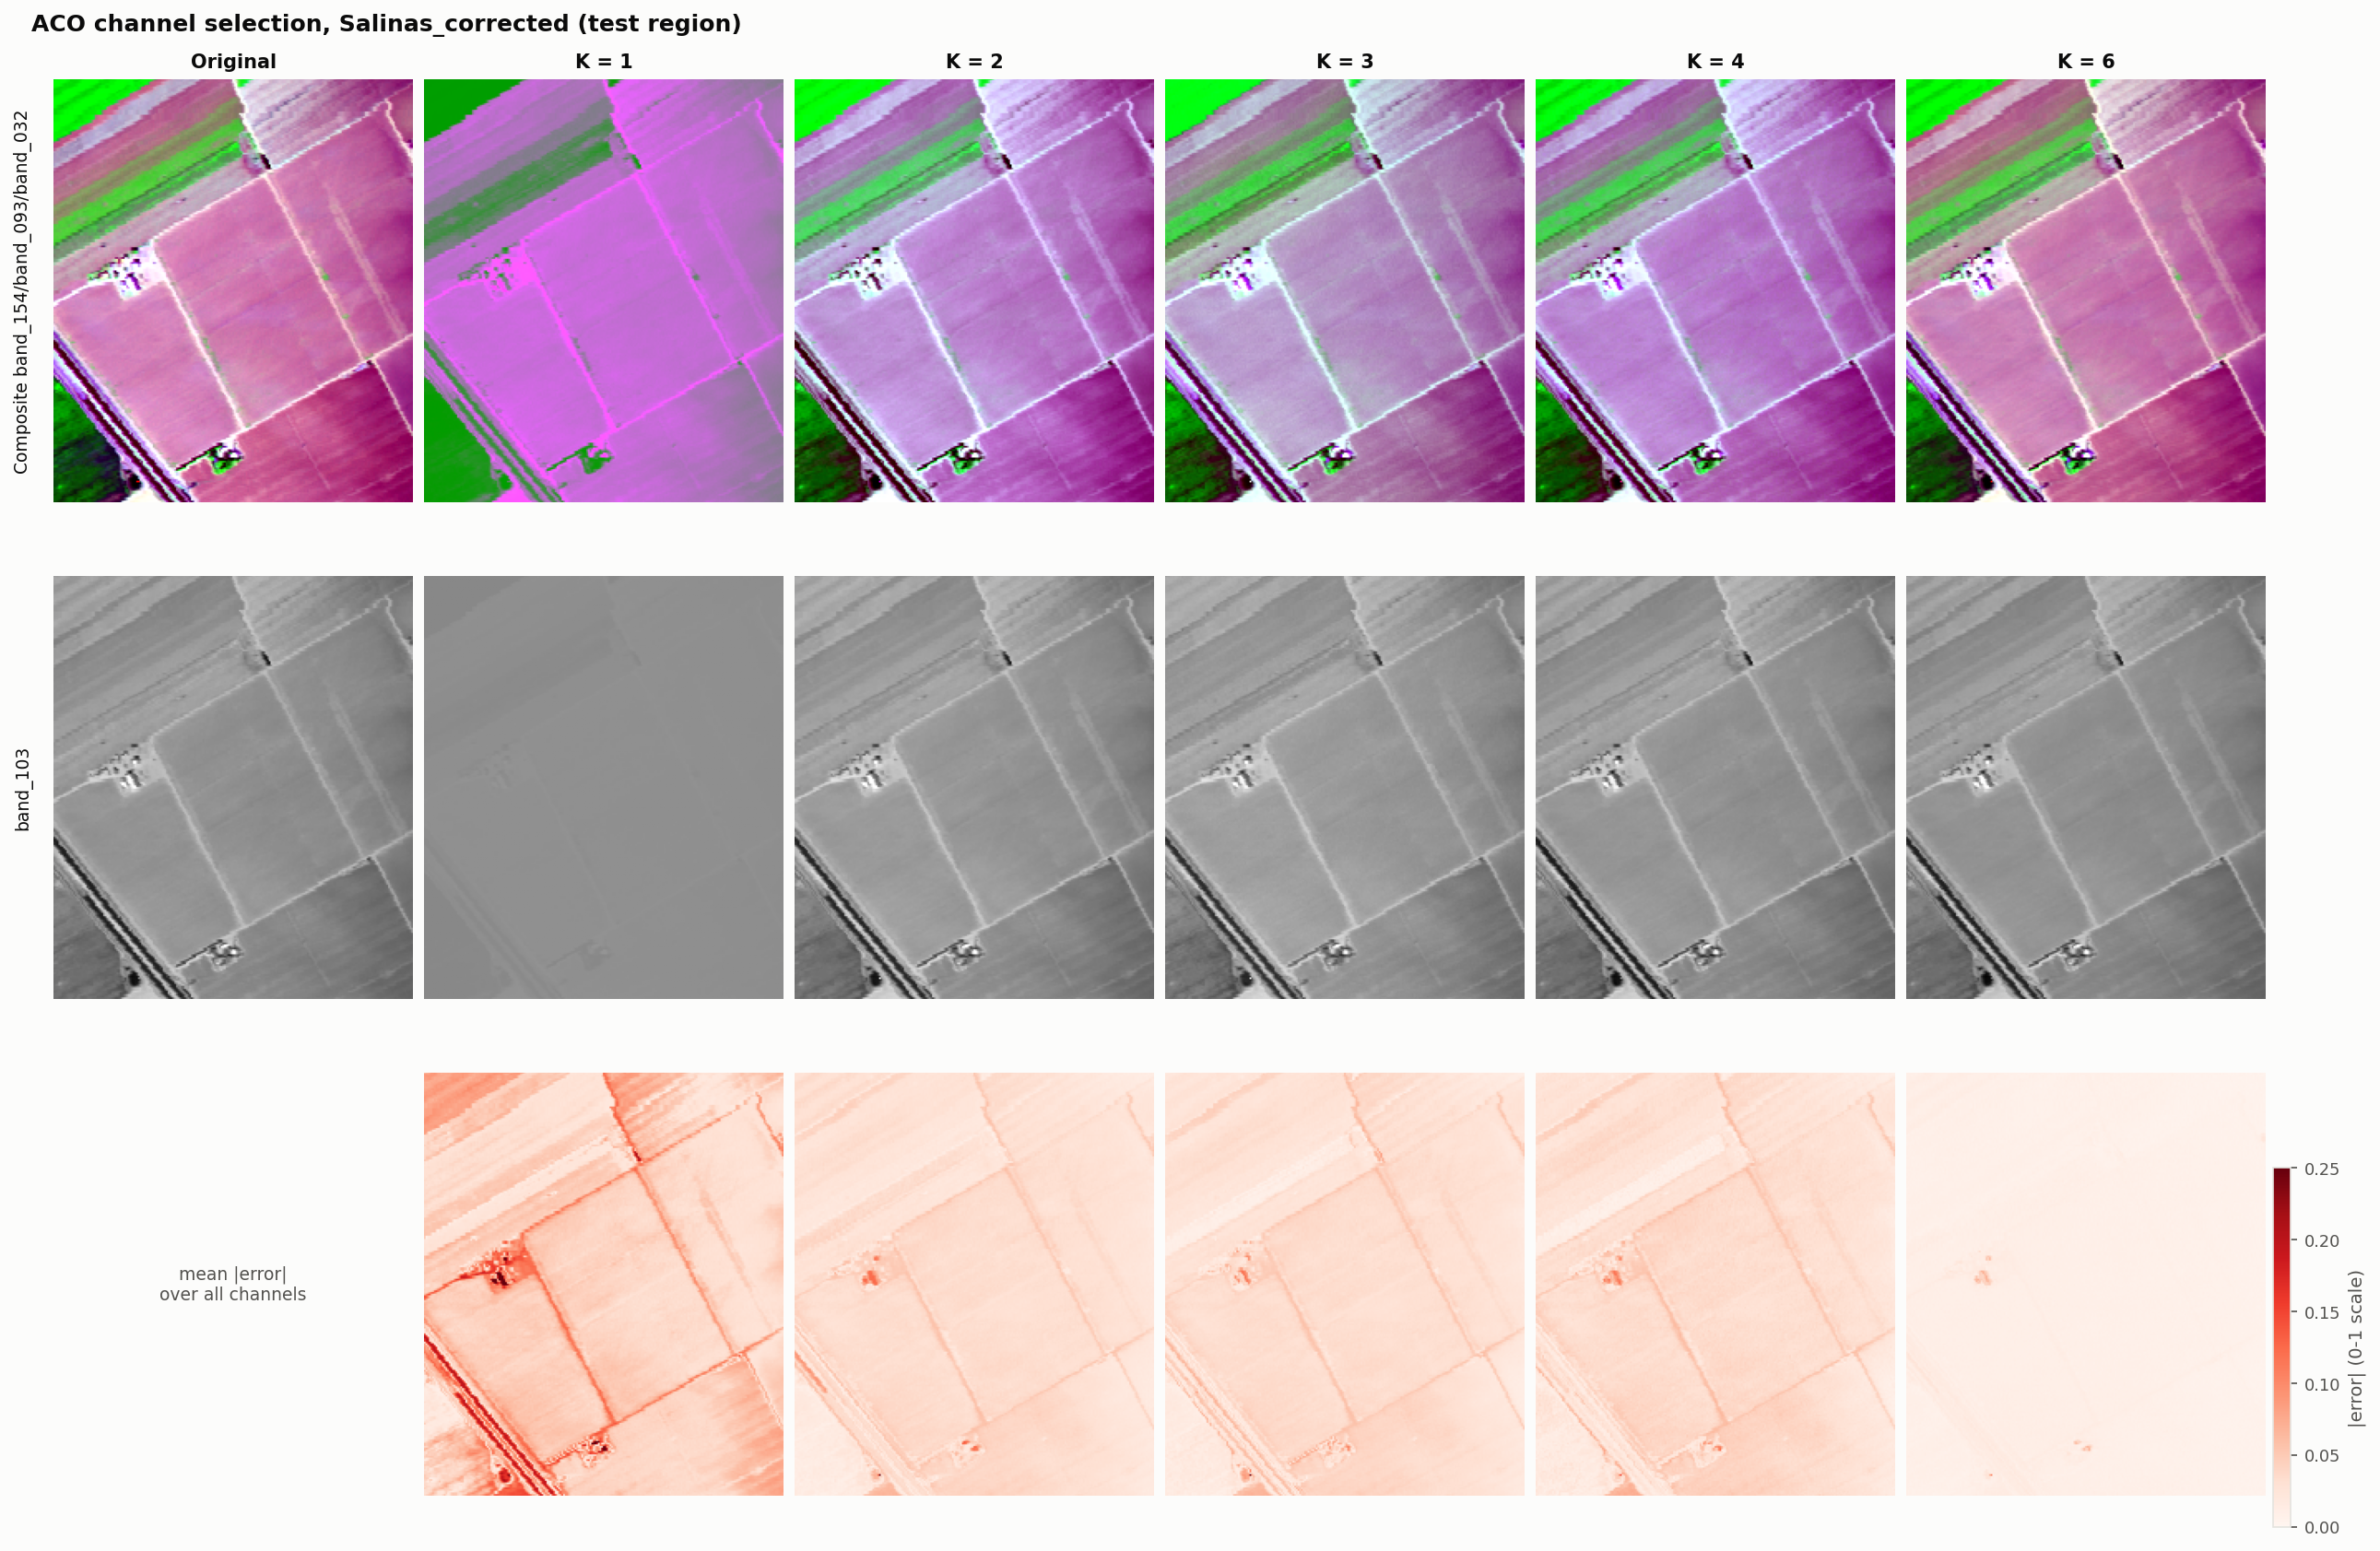 ACO channel selection, Salinas_corrected (test region)
Original
K = 1
K = 2
K = 3
K = 4
K = 6
Composite band_154/band_093/band_032
band_103
mean |error|
over all channels
0.25
0.20
0.15
0.10
0.05
0.00
|error| (0-1 scale)